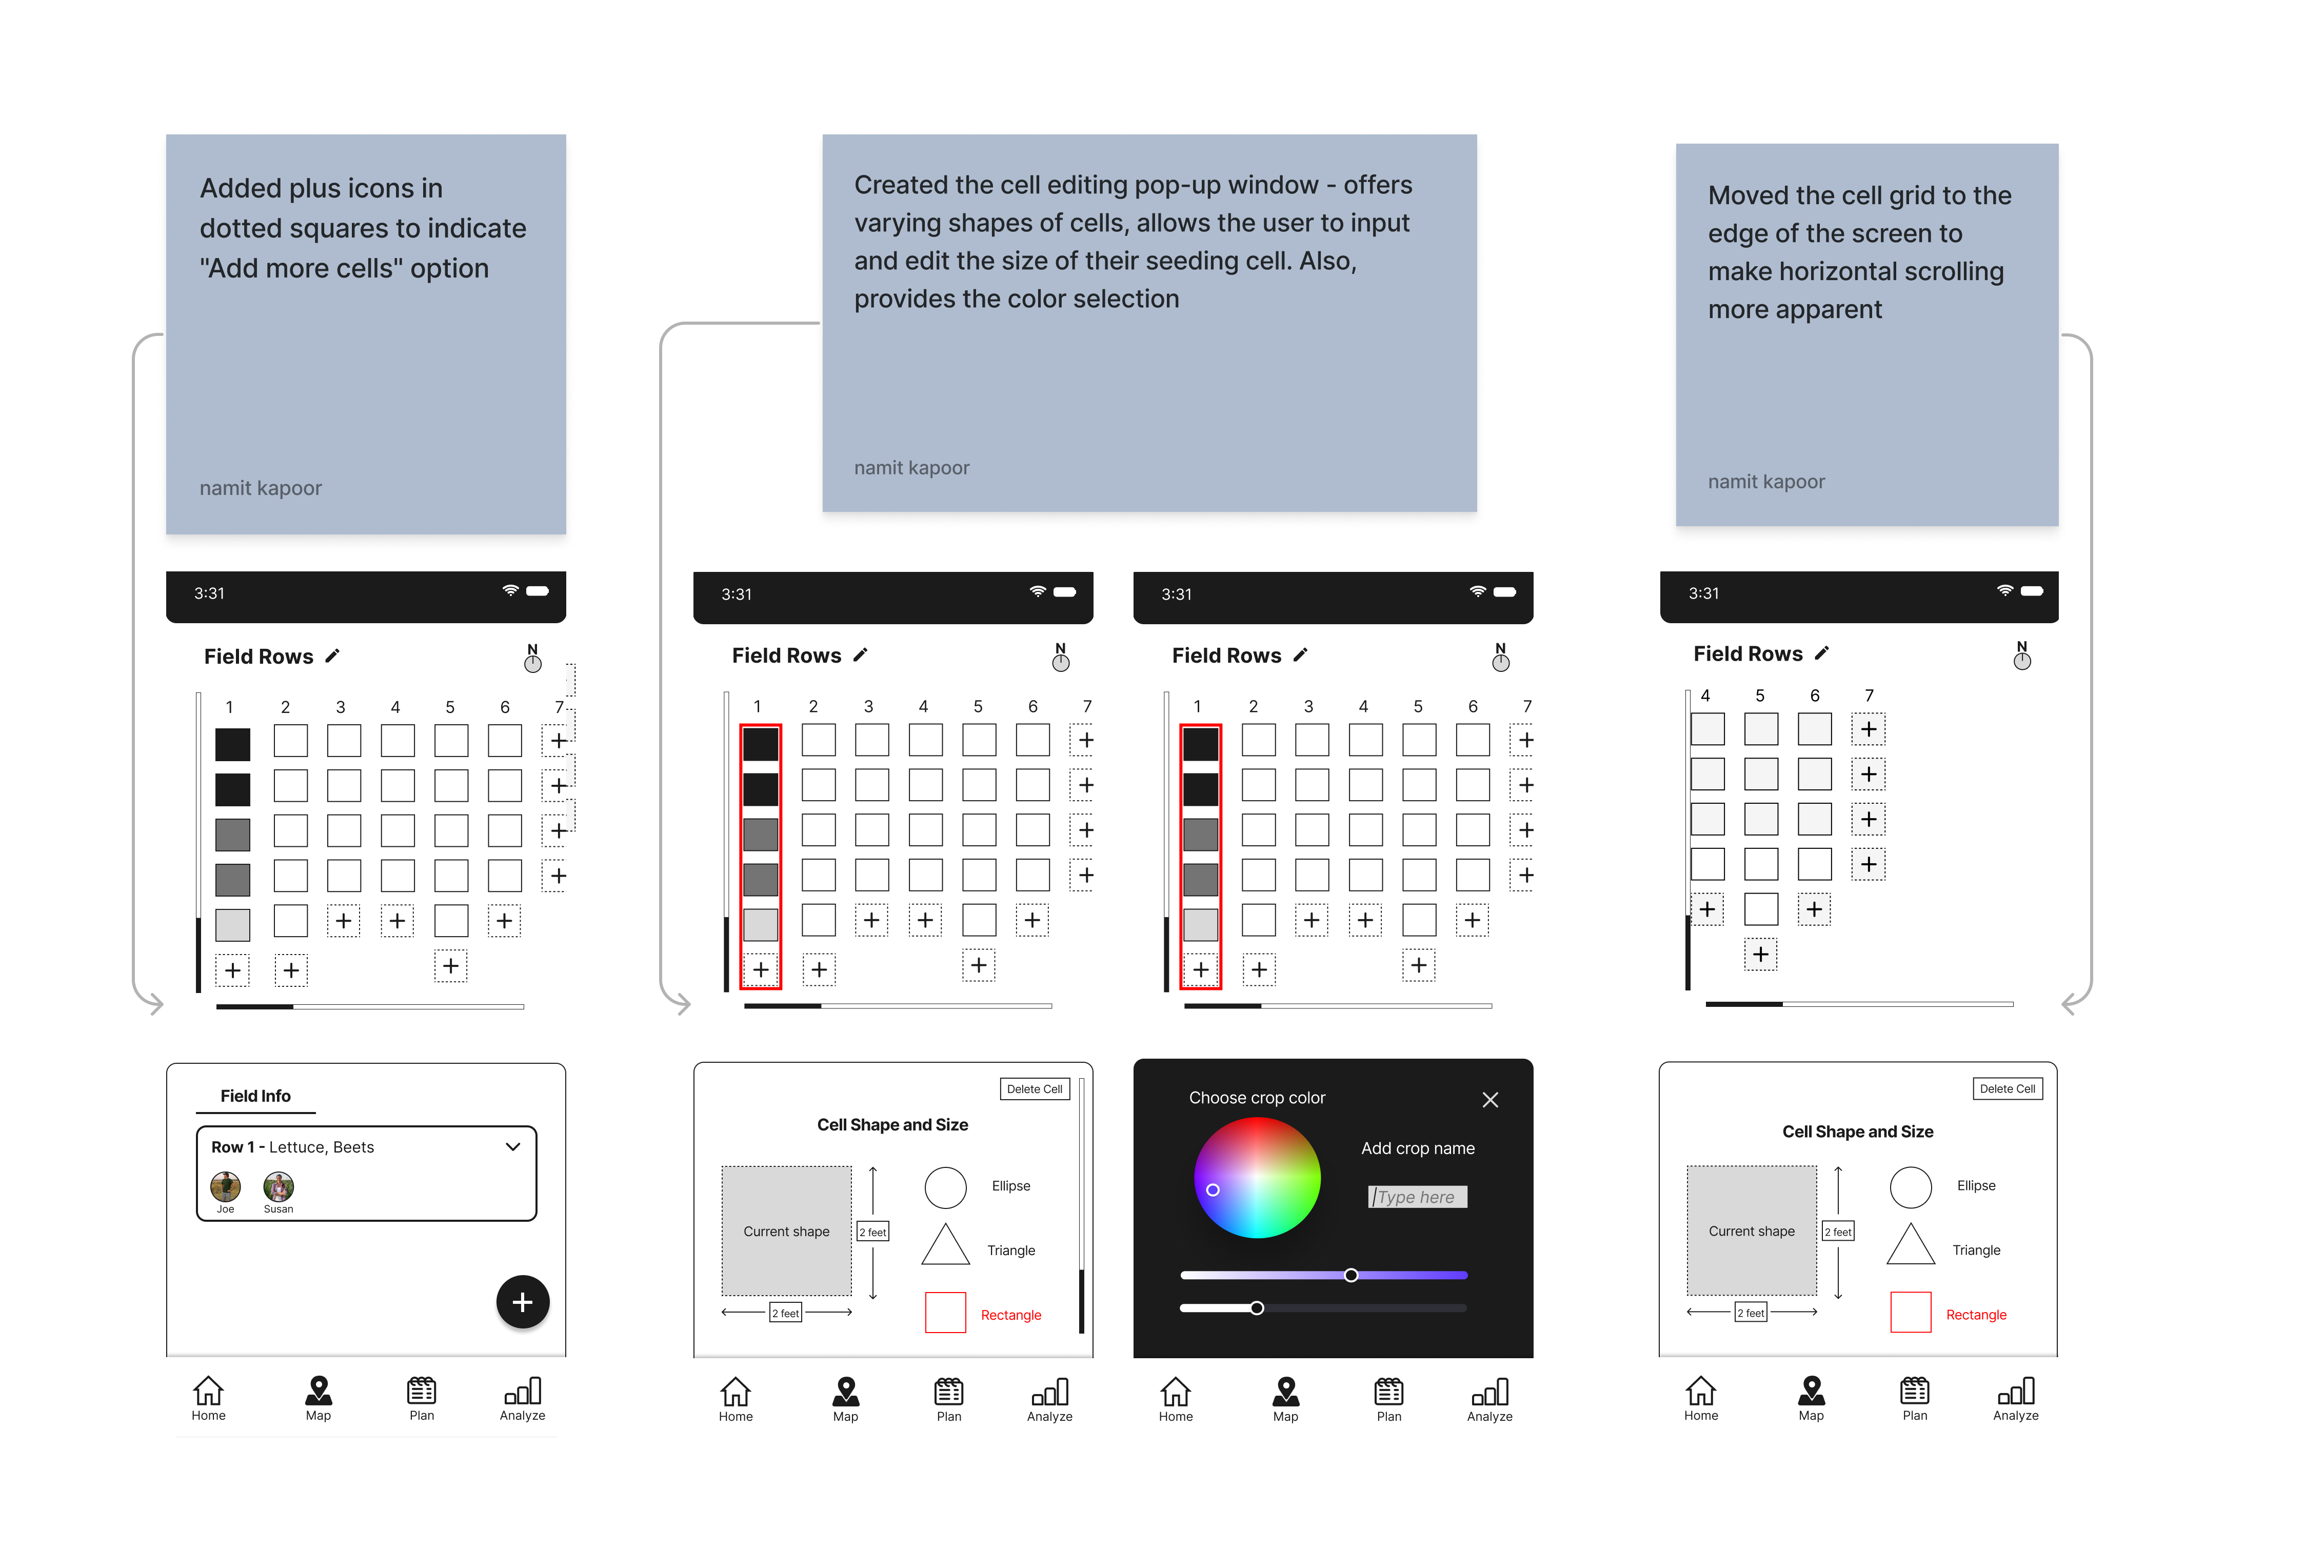 Added plus icons in
dotted squares to indicate
"Add more cells" option
namit kapoor
Created the cell editing pop-up window - offers
varying shapes of cells, allows the user to input
and edit the size of their seeding cell. Also,
provides the color selection
namit kapoor
Moved the cell grid to the
edge of the screen to
make horizontal scrolling
more apparent
namit kapoor
3:31
Field Rows
N
1 2 3 4 5 6 7
Field Info
Row 1 - Lettuce, Beets
Joe Susan
Home Map Plan Analyze
3:31
Field Rows
N
1 2 3 4 5 6 7
Delete Cell
Cell Shape and Size
Current shape
2 feet
2 feet
Ellipse
Triangle
Rectangle
Home Map Plan Analyze
3:31
Field Rows
N
1 2 3 4 5 6 7
Choose crop color
Add crop name
Type here
Home Map Plan Analyze
3:31
Field Rows
N
4 5 6 7
Delete Cell
Cell Shape and Size
Current shape
2 feet
2 feet
Ellipse
Triangle
Rectangle
Home Map Plan Analyze